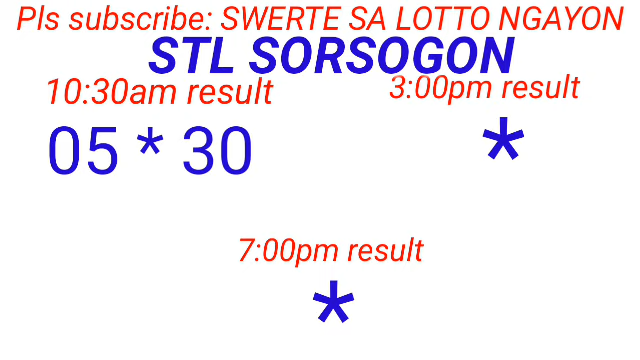 Pls subscribe: SWERTE SA LOTTO NGAYON
STL SORSOGON
10:30am result
05 * 30
3:00pm result
*
7:00pm result
*